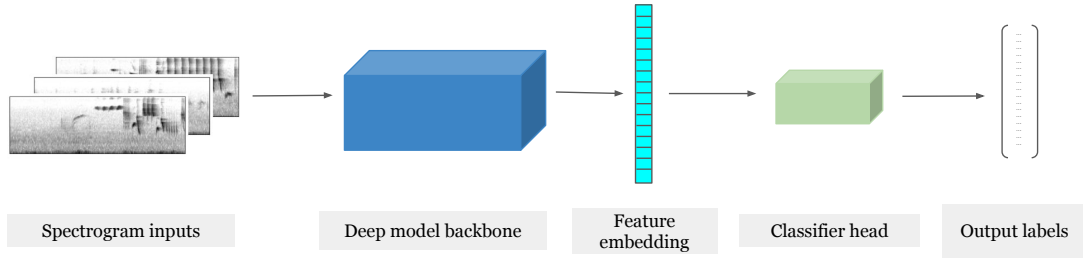 Spectrogram inputs
Deep model backbone
Feature
embedding
Classifier head
Output labels